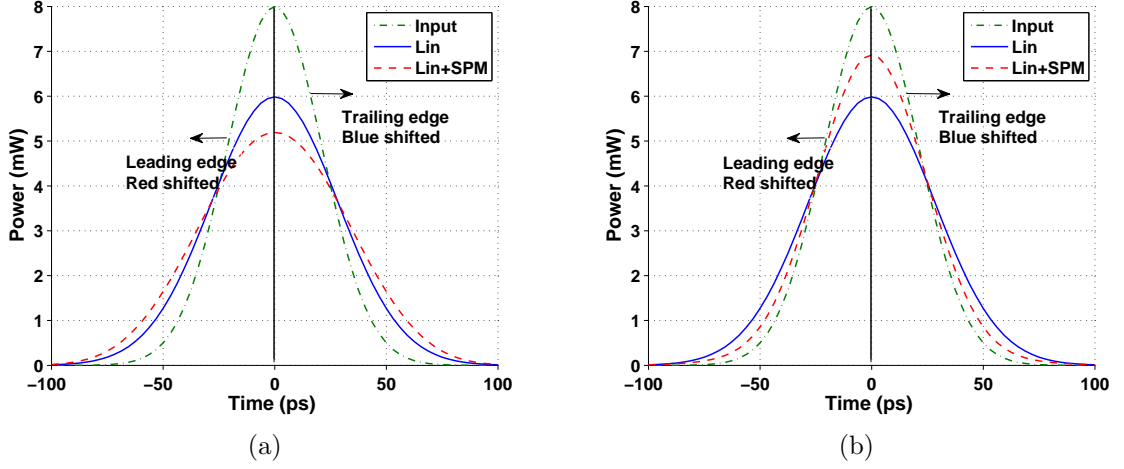 8
7
6
5
4
3
2
1
0
Power (mW)
Input
Lin
Lin+SPM
Trailing edge
Blue shifted
Leading edge
Red shifted
−100
−50
0
50
100
Time (ps)
(a)
8
7
6
5
4
3
2
1
0
Power (mW)
Input
Lin
Lin+SPM
Trailing edge
Blue shifted
Leading edge
Red shifted
−100
−50
0
50
100
Time (ps)
(b)